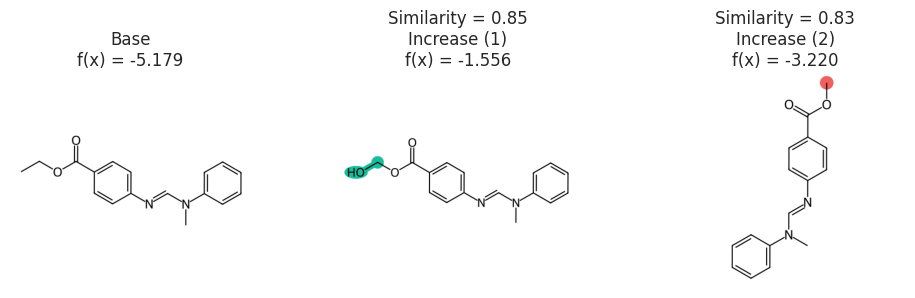 Base
f(x) = -5.179
Similarity = 0.85
Increase (1)
f(x) = -1.556
Similarity = 0.83
Increase (2)
f(x) = -3.220
O
O
N
N
HO
O
O
N
N
O
O
N
N